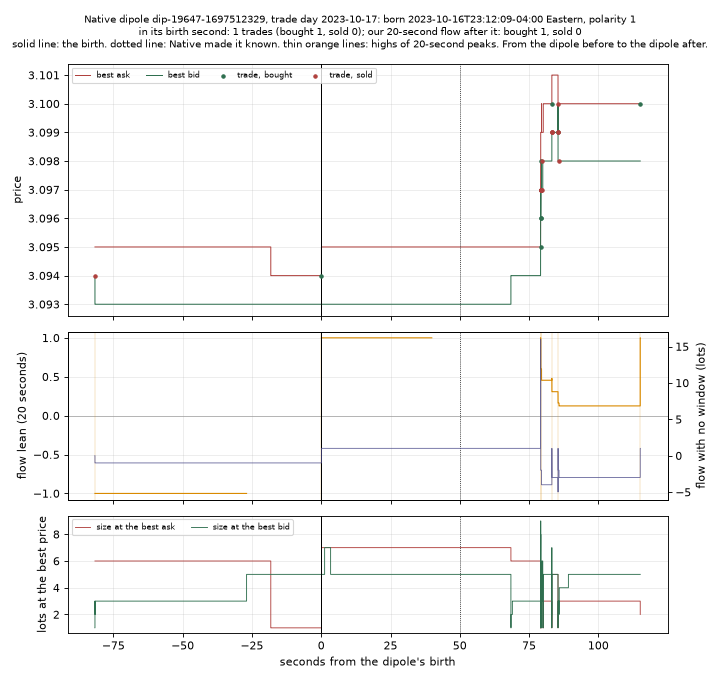 Native dipole dip-19647-1697512329, trade day 2023-10-17: born 2023-10-16T23:12:09-04:00 Eastern, polarity 1
in its birth second: 1 trades (bought 1, sold 0); our 20-second flow after it: bought 1, sold 0
solid line: the birth. dotted line: Native made it known. thin orange lines: highs of 20-second peaks. From the dipole before to the dipole after.
best ask best bid trade, bought trade, sold
3.101
3.100
3.099
3.098
3.097
3.096
3.095
3.094
3.093
price
1.0
0.5
0.0
−0.5
−1.0
flow lean (20 seconds)
15
10
5
0
−5
flow with no window (lots)
size at the best ask size at the best bid
8
6
4
2
lots at the best price
−75 −50 −25 0 25 50 75 100
seconds from the dipole's birth